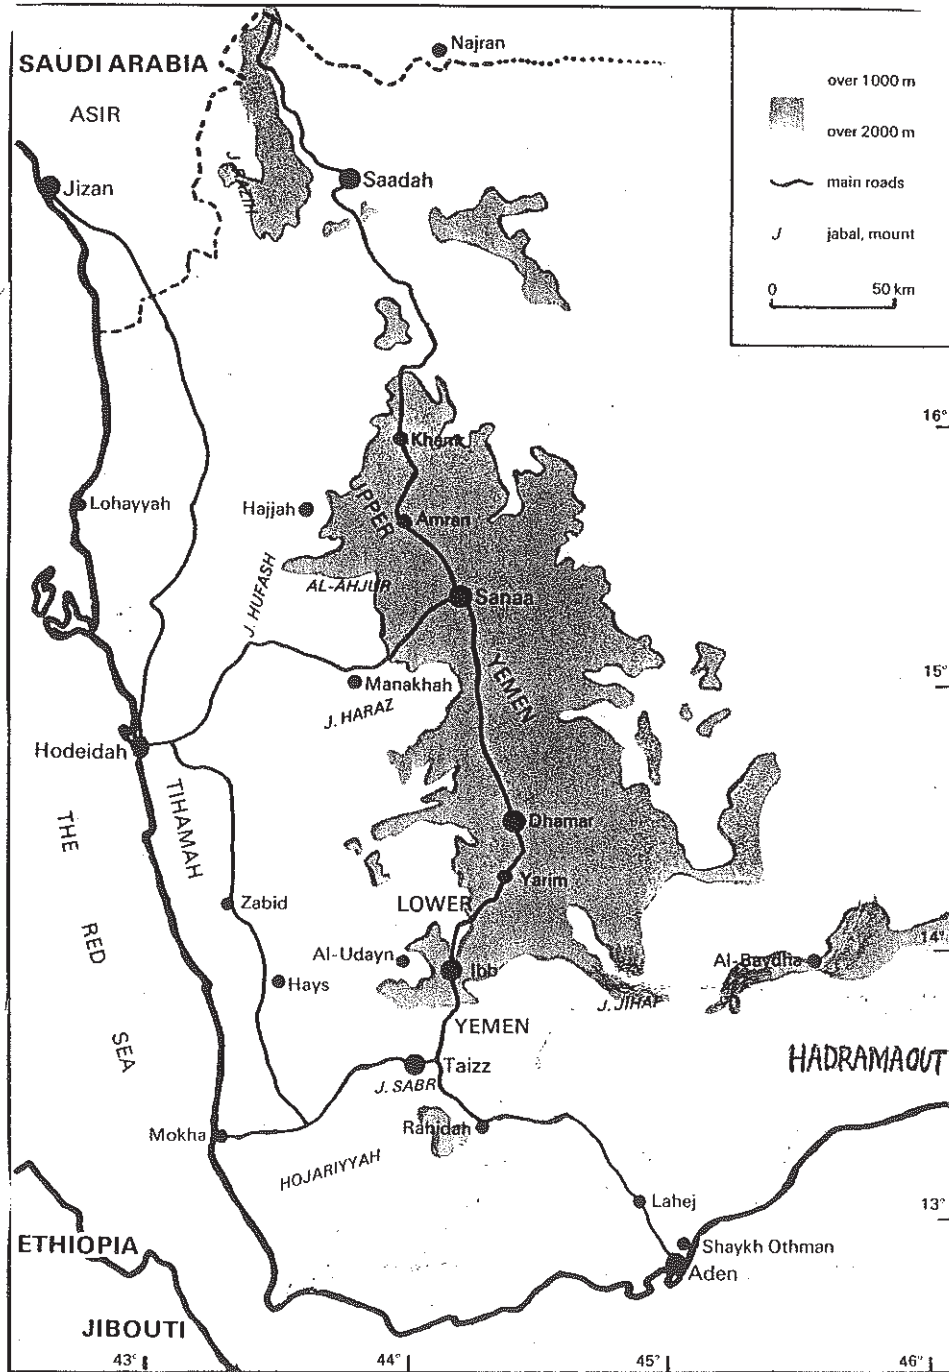 SAUDI ARABIA
Najran
ASIR
over 1000 m
over 2000 m
main roads
J jabal, mount
0 50 km
Jizan
J. RAZIH
Saadah
16°
Khamr
UPPER
Lohayyah
Hajjah
Amran
J. HUFASH
AL-AHJUR
Sanaa
15°
Manakhah
YEMEN
J. HARAZ
Hodeidah
TIHAMAH
THE
RED
SEA
Dhamar
Yarim
Zabid
LOWER
14°
Al-Udayn
Ibb
Al-Baydha
Hays
J. JIHAF
YEMEN
HADRAMAOUT
Taizz
J. SABR
Mokha
Rahidah
HOJARIYYAH
Lahej
13°
ETHIOPIA
Shaykh Othman
Aden
JIBOUTI
43°
44°
45°
46°